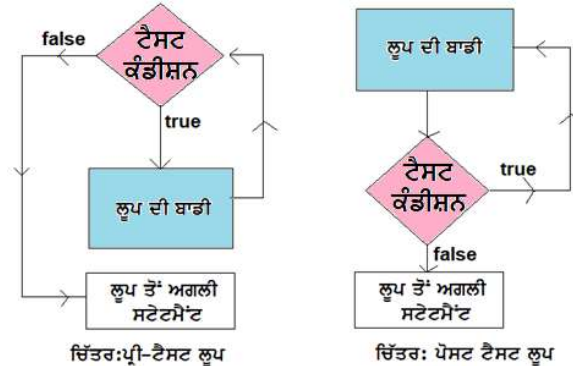 false
ਟੈਸਟ
ਕੰਡੀਸ਼ਨ
true
ਲੂਪ ਦੀ ਬਾਡੀ
ਲੂਪ ਤੋਂ ਅਗਲੀ
ਸਟੇਟਮੈਂਟ
ਚਿੱਤਰ:ਪ੍ਰੀ-ਟੈਸਟ ਲੂਪ
ਲੂਪ ਦੀ ਬਾਡੀ
ਟੈਸਟ
ਕੰਡੀਸ਼ਨ
true
false
ਲੂਪ ਤੋਂ ਅਗਲੀ
ਸਟੇਟਮੈਂਟ
ਚਿੱਤਰ: ਪੋਸਟ ਟੈਸਟ ਲੂਪ